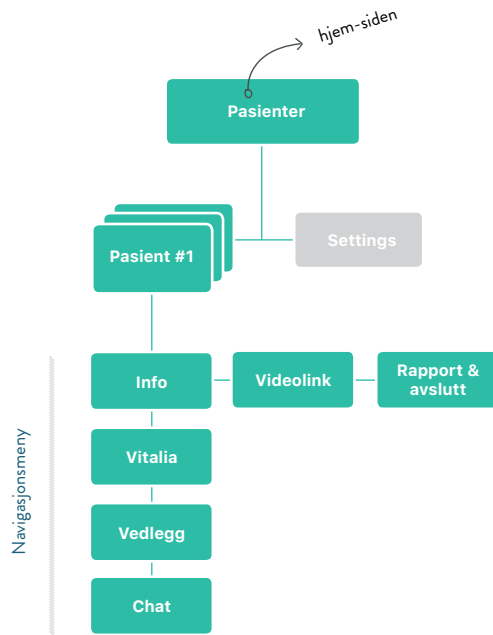 hjem-siden
Pasienter
Pasient #1
Settings
Info
Videolink
Rapport &
avslutt
Vitalia
Vedlegg
Chat
Navigasjonsmeny